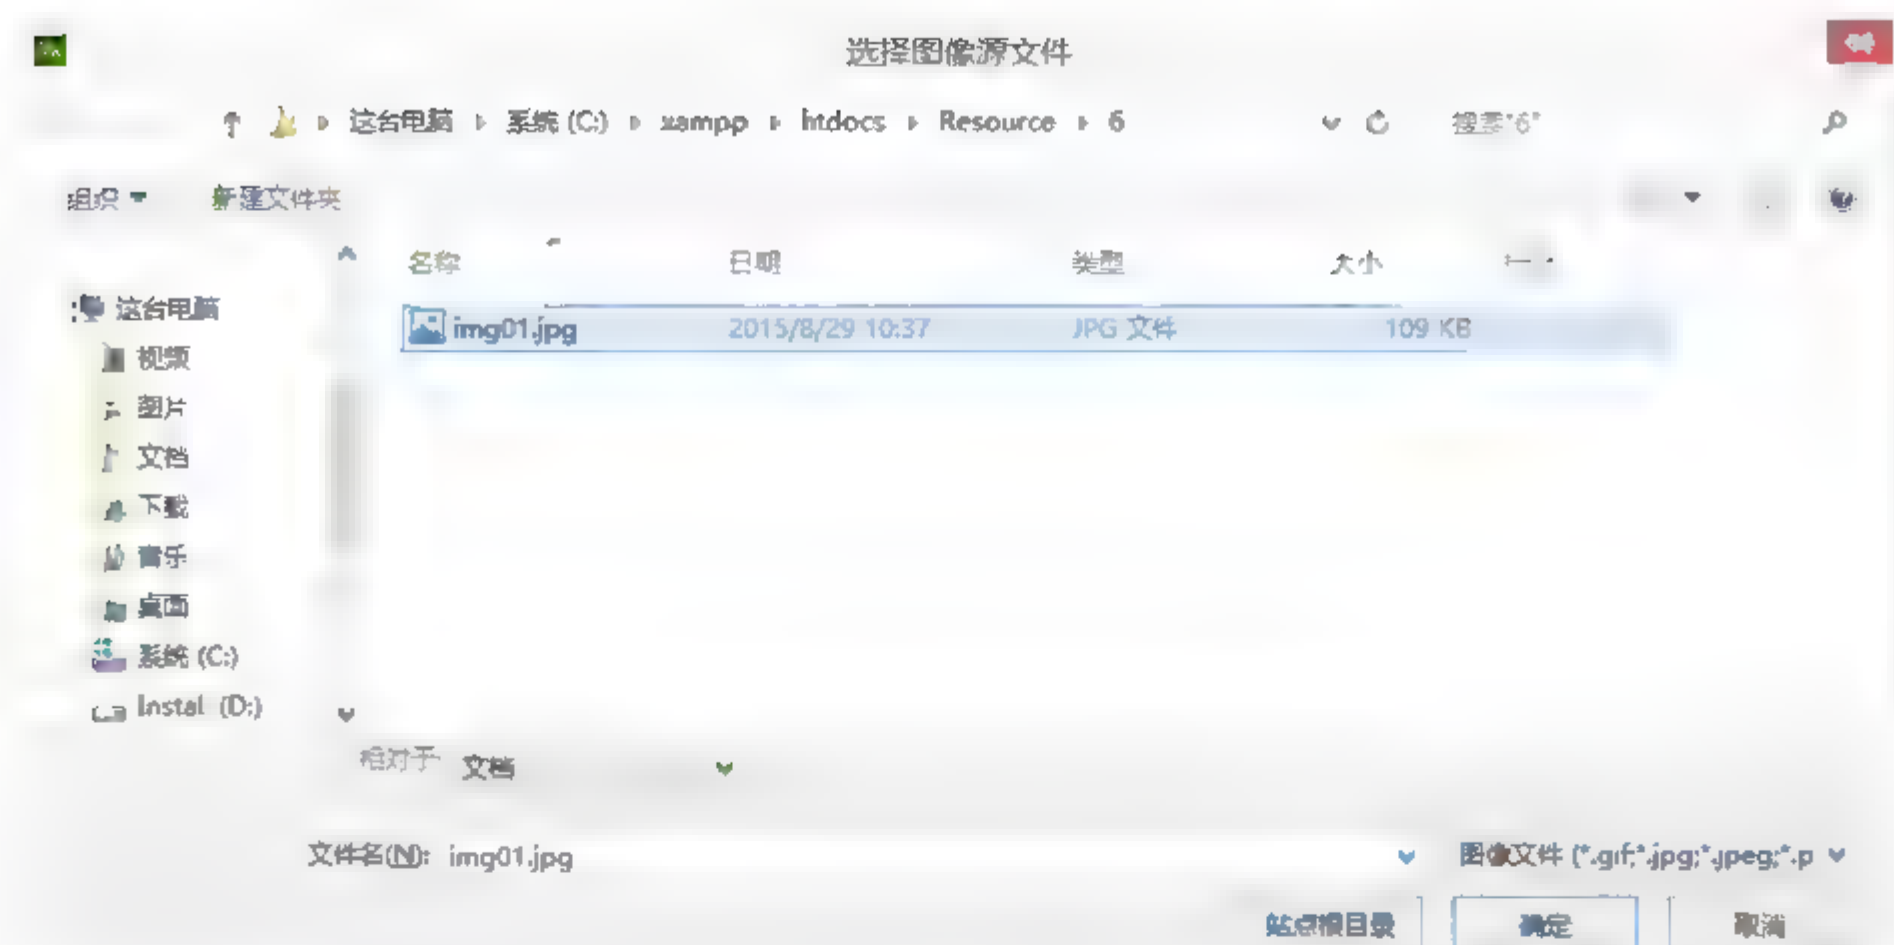 选择图像源文件
这台电脑 系统 (C:) xampp htdocs Resource 6 搜索"6"
组织 新建文件夹
名称 日期 类型 大小
这台电脑
img01.jpg 2015/8/29 10:37 JPG 文件 109 KB
视频
图片
文档
下载
音乐
桌面
系统 (C:)
Instal (D:)
相对于 文档
文件名(N): img01.jpg 图像文件 (*.gif;*.jpg;*.jpeg;*.p
站点根目录 确定 取消